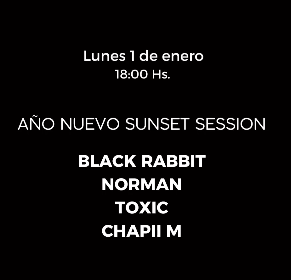 Lunes 1 de enero
18:00 Hs.
AÑO NUEVO SUNSET SESSION
BLACK RABBIT
NORMAN
TOXIC
CHAPII M